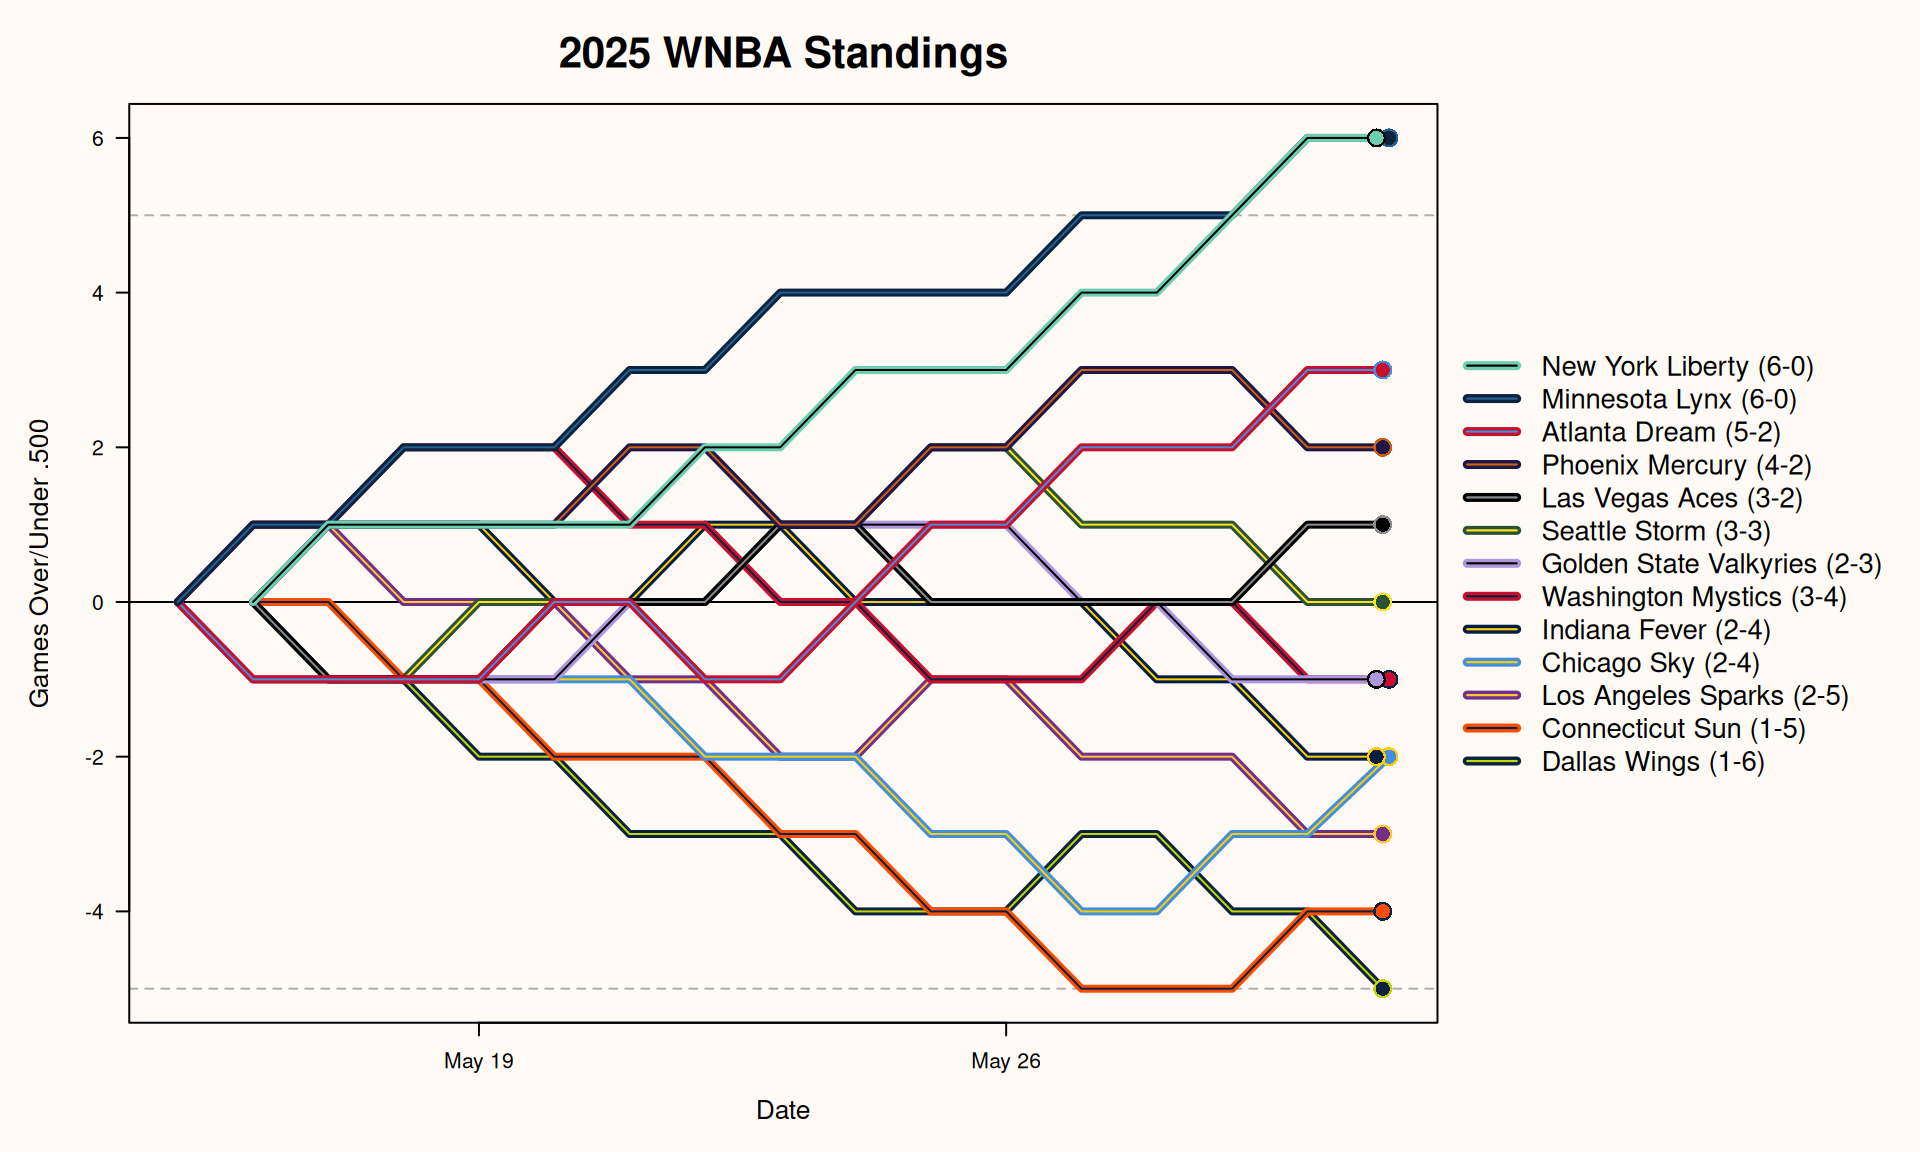 2025 WNBA Standings
6
4
2
0
-2
-4
Games Over/Under .500
May 19
May 26
Date
New York Liberty (6-0)
Minnesota Lynx (6-0)
Atlanta Dream (5-2)
Phoenix Mercury (4-2)
Las Vegas Aces (3-2)
Seattle Storm (3-3)
Golden State Valkyries (2-3)
Washington Mystics (3-4)
Indiana Fever (2-4)
Chicago Sky (2-4)
Los Angeles Sparks (2-5)
Connecticut Sun (1-5)
Dallas Wings (1-6)